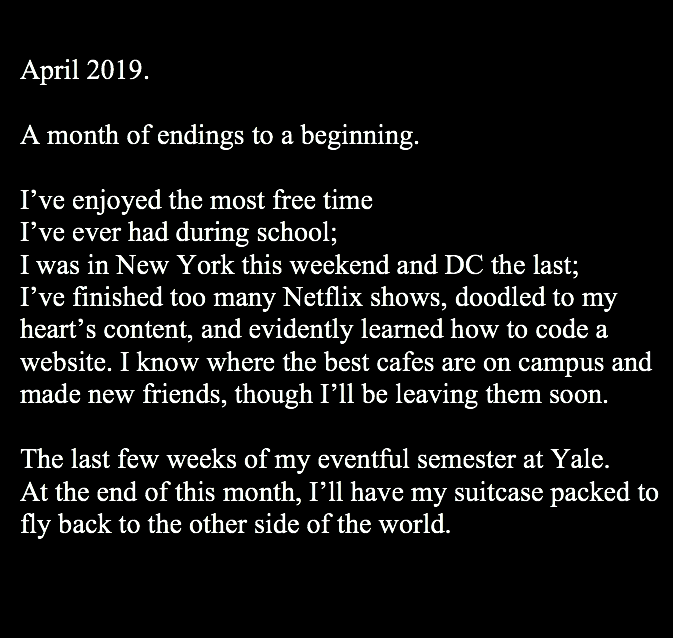 April 2019.
A month of endings to a beginning.
I’ve enjoyed the most free time
I’ve ever had during school;
I was in New York this weekend and DC the last;
I’ve finished too many Netflix shows, doodled to my
heart’s content, and evidently learned how to code a
website. I know where the best cafes are on campus and
made new friends, though I’ll be leaving them soon.
The last few weeks of my eventful semester at Yale.
At the end of this month, I’ll have my suitcase packed to
fly back to the other side of the world.